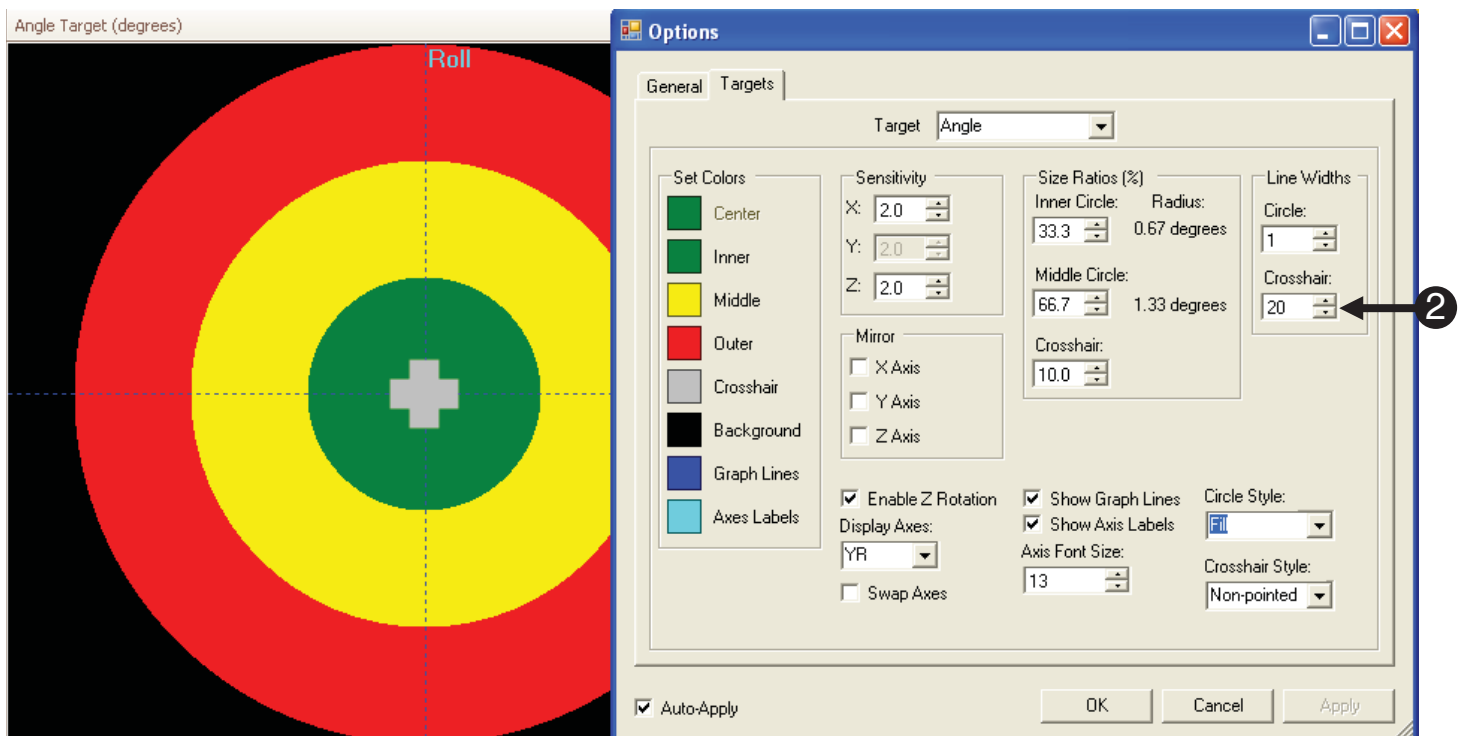 Angle Target (degrees)
Roll
Options
General Targets
Target Angle
Set Colors
Center
Inner
Middle
Outer
Crosshair
Background
Graph Lines
Axes Labels
Sensitivity
X: 2.0
Y: 2.0
Z: 2.0
Mirror
X Axis
Y Axis
Z Axis
Size Ratios (%)
Inner Circle: Radius:
33.3 0.67 degrees
Middle Circle:
66.7 1.33 degrees
Crosshair:
10.0
Line Widths
Circle:
1
Crosshair:
20
2
Enable Z Rotation
Display Axes:
YR
Swap Axes
Show Graph Lines
Show Axis Labels
Axis Font Size:
13
Circle Style:
Fill
Crosshair Style:
Non-pointed
Auto-Apply
OK Cancel Apply